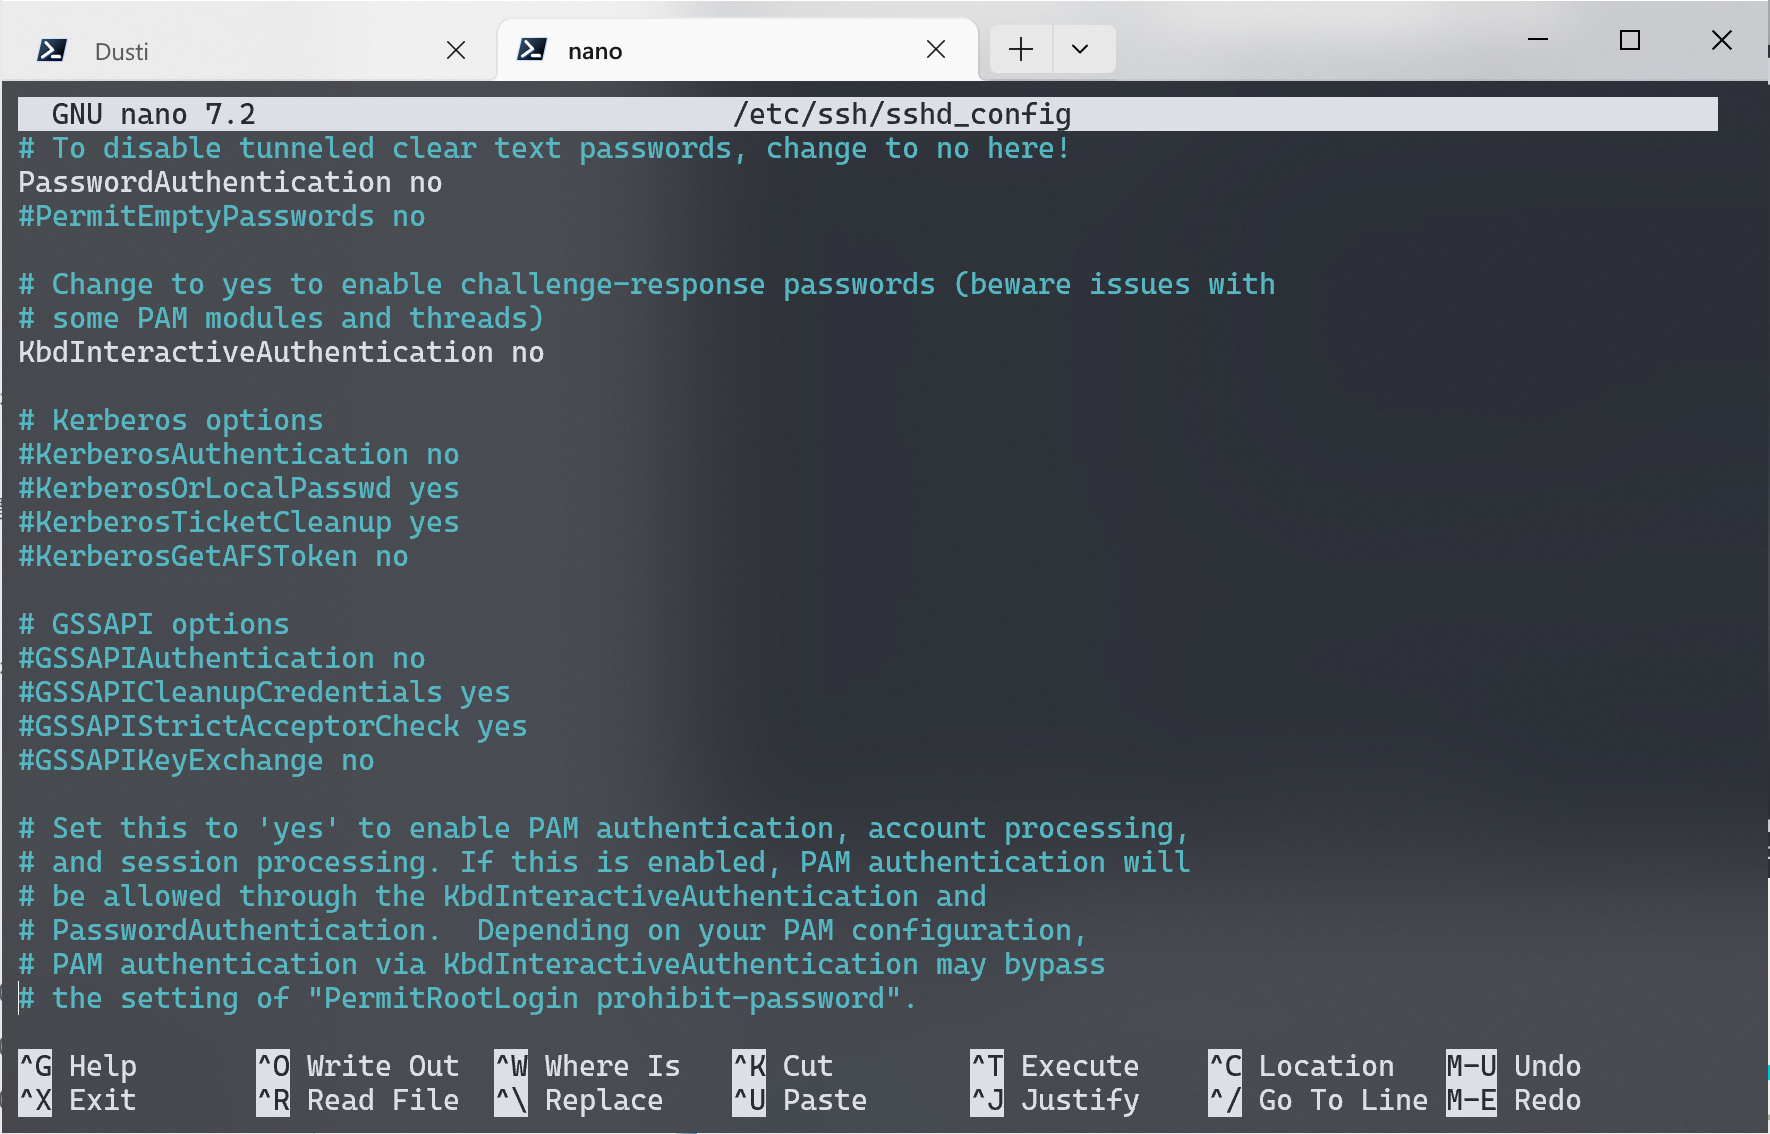 Dusti
nano
GNU nano 7.2 /etc/ssh/sshd_config
# To disable tunneled clear text passwords, change to no here!
PasswordAuthentication no
#PermitEmptyPasswords no
# Change to yes to enable challenge-response passwords (beware issues with
# some PAM modules and threads)
KbdInteractiveAuthentication no
# Kerberos options
#KerberosAuthentication no
#KerberosOrLocalPasswd yes
#KerberosTicketCleanup yes
#KerberosGetAFSToken no
# GSSAPI options
#GSSAPIAuthentication no
#GSSAPICleanupCredentials yes
#GSSAPIStrictAcceptorCheck yes
#GSSAPIKeyExchange no
# Set this to 'yes' to enable PAM authentication, account processing,
# and session processing. If this is enabled, PAM authentication will
# be allowed through the KbdInteractiveAuthentication and
# PasswordAuthentication.  Depending on your PAM configuration,
# PAM authentication via KbdInteractiveAuthentication may bypass
# the setting of "PermitRootLogin prohibit-password".
^G Help ^O Write Out ^W Where Is ^K Cut ^T Execute ^C Location M-U Undo
^X Exit ^R Read File ^\ Replace ^U Paste ^J Justify ^/ Go To Line M-E Redo